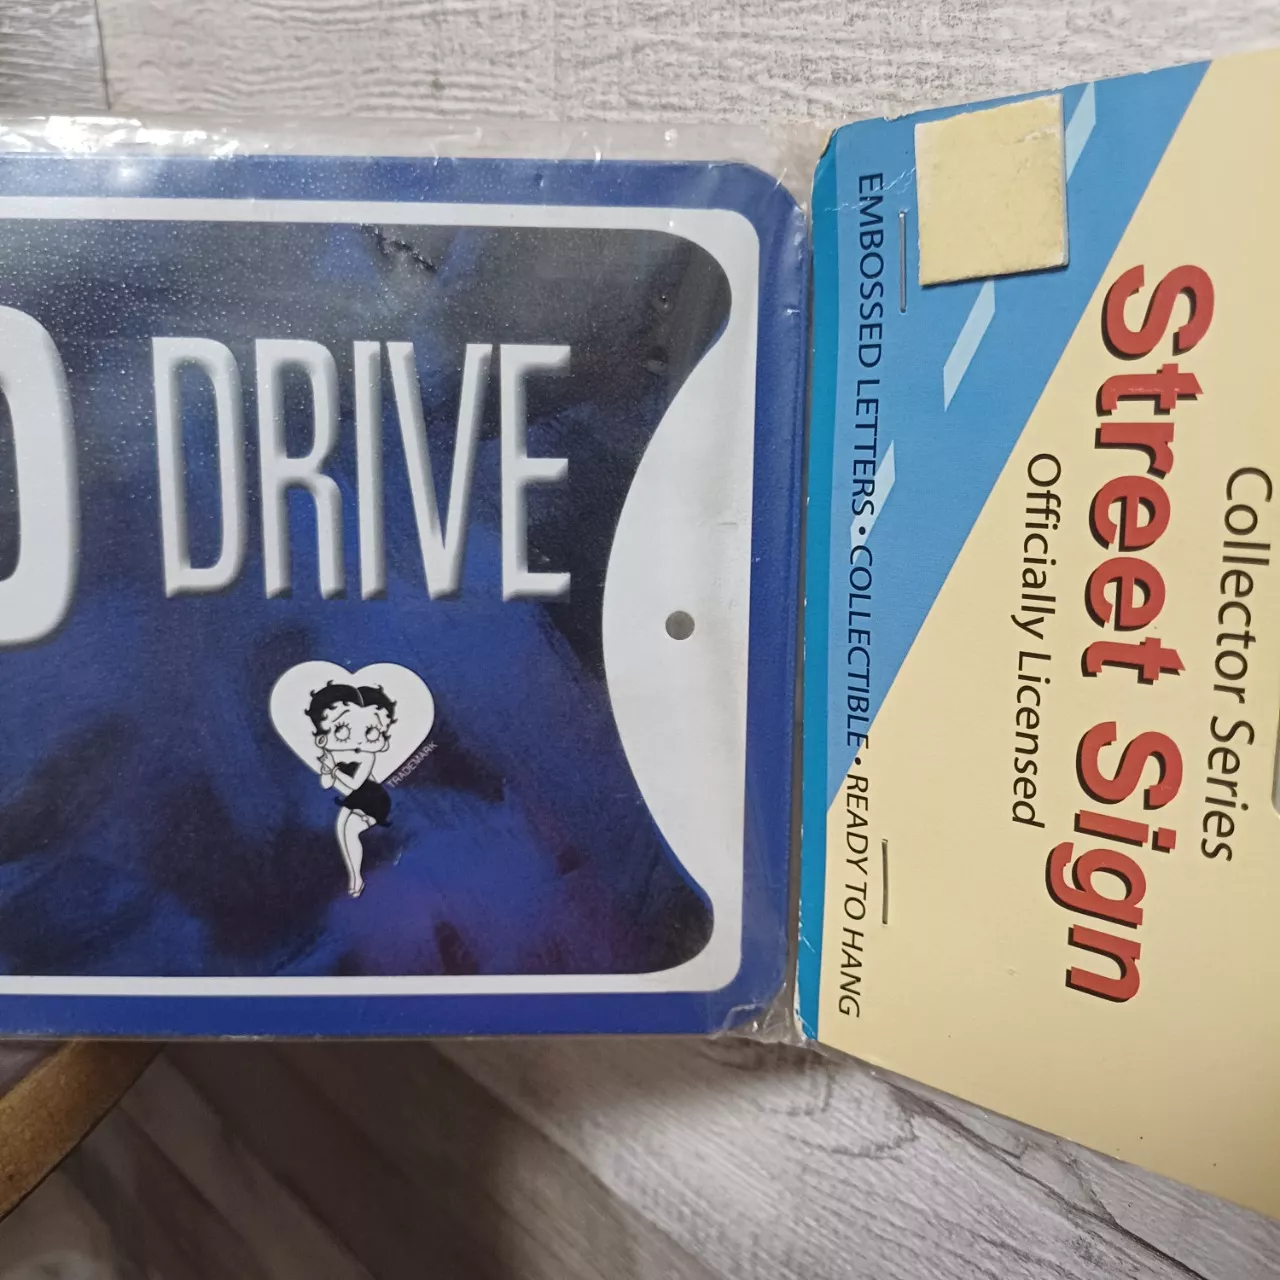 DRIVE
TRADEMARK
Collector Series
Street Sign
Officially Licensed
EMBOSSED LETTERS • COLLECTIBLE • READY TO HANG